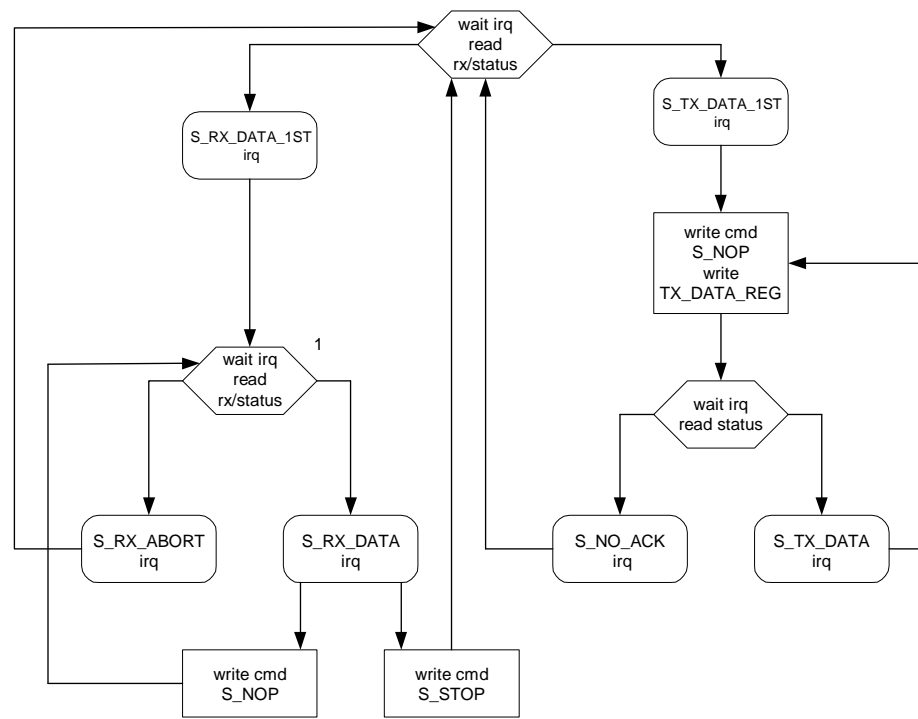 wait irq
read
rx/status
S_RX_DATA_1ST
irq
S_TX_DATA_1ST
irq
write cmd
S_NOP
write
TX_DATA_REG
1
wait irq
read
rx/status
wait irq
read status
S_RX_ABORT
irq
S_RX_DATA
irq
S_NO_ACK
irq
S_TX_DATA
irq
write cmd
S_NOP
write cmd
S_STOP